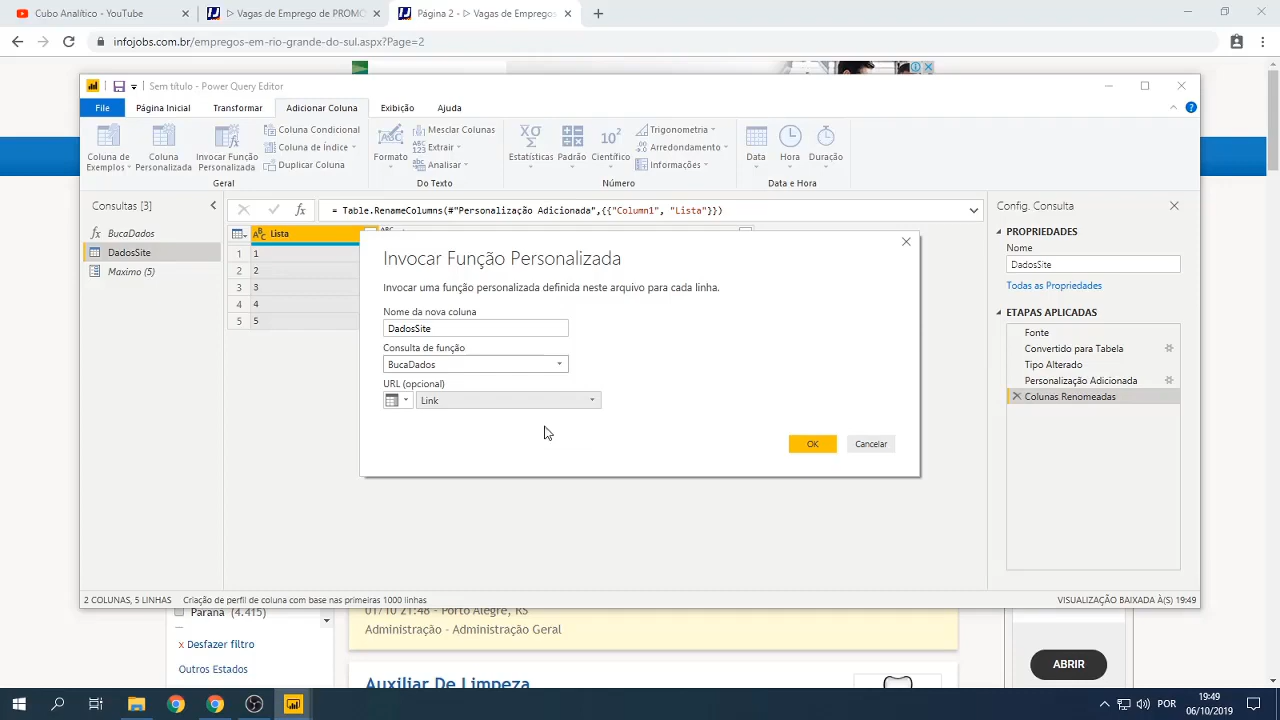 Cubo Analítico - YouTube
▷ Vagas de Emprego de PROMO
Página 2 - ▷ Vagas de Empregos
infojobs.com.br/empregos-em-rio-grande-do-sul.aspx?Page=2
Sem título - Power Query Editor
File
Página Inicial
Transformar
Adicionar Coluna
Exibição
Ajuda
Coluna de Exemplos
Coluna Personalizada
Invocar Função Personalizada
Coluna Condicional
Coluna de Índice
Duplicar Coluna
Geral
Formato
Mesclar Colunas
Extrair
Analisar
Do Texto
Estatísticas
Padrão
Científico
Trigonometria
Arredondamento
Informações
Número
Data
Hora
Duração
Data e Hora
Consultas [3]
BucaDados
DadosSite
Maximo (5)
= Table.RenameColumns(#"Personalização Adicionada",{{"Column1", "Lista"}})
Lista
1
2
3
4
5
Invocar Função Personalizada
Invocar uma função personalizada definida neste arquivo para cada linha.
Nome da nova coluna
DadosSite
Consulta de função
BucaDados
URL (opcional)
Link
OK
Cancelar
Config. Consulta
PROPRIEDADES
Nome
DadosSite
Todas as Propriedades
ETAPAS APLICADAS
Fonte
Convertido para Tabela
Tipo Alterado
Personalização Adicionada
Colunas Renomeadas
2 COLUNAS, 5 LINHAS
Criação de perfil de coluna com base nas primeiras 1000 linhas
VISUALIZAÇÃO BAIXADA À(S) 19:49
Paraná (4.415)
x Desfazer filtro
Outros Estados
01/10 21:48 - Porto Alegre, RS
Administração - Administração Geral
Auxiliar De Limpeza
ABRIR
POR
19:49
06/10/2019